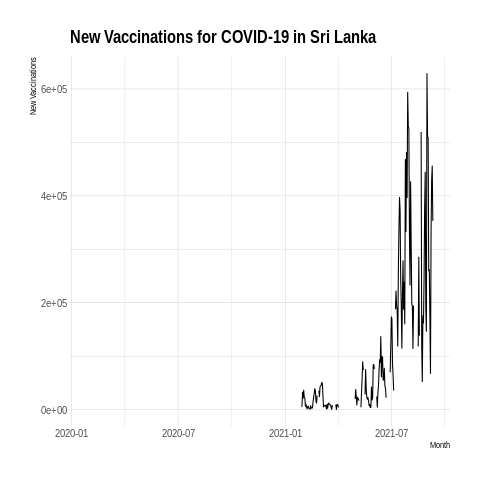 New Vaccinations for COVID-19 in Sri Lanka
New Vaccinations
6e+05
4e+05
2e+05
0e+00
2020-01 2020-07 2021-01 2021-07
Month